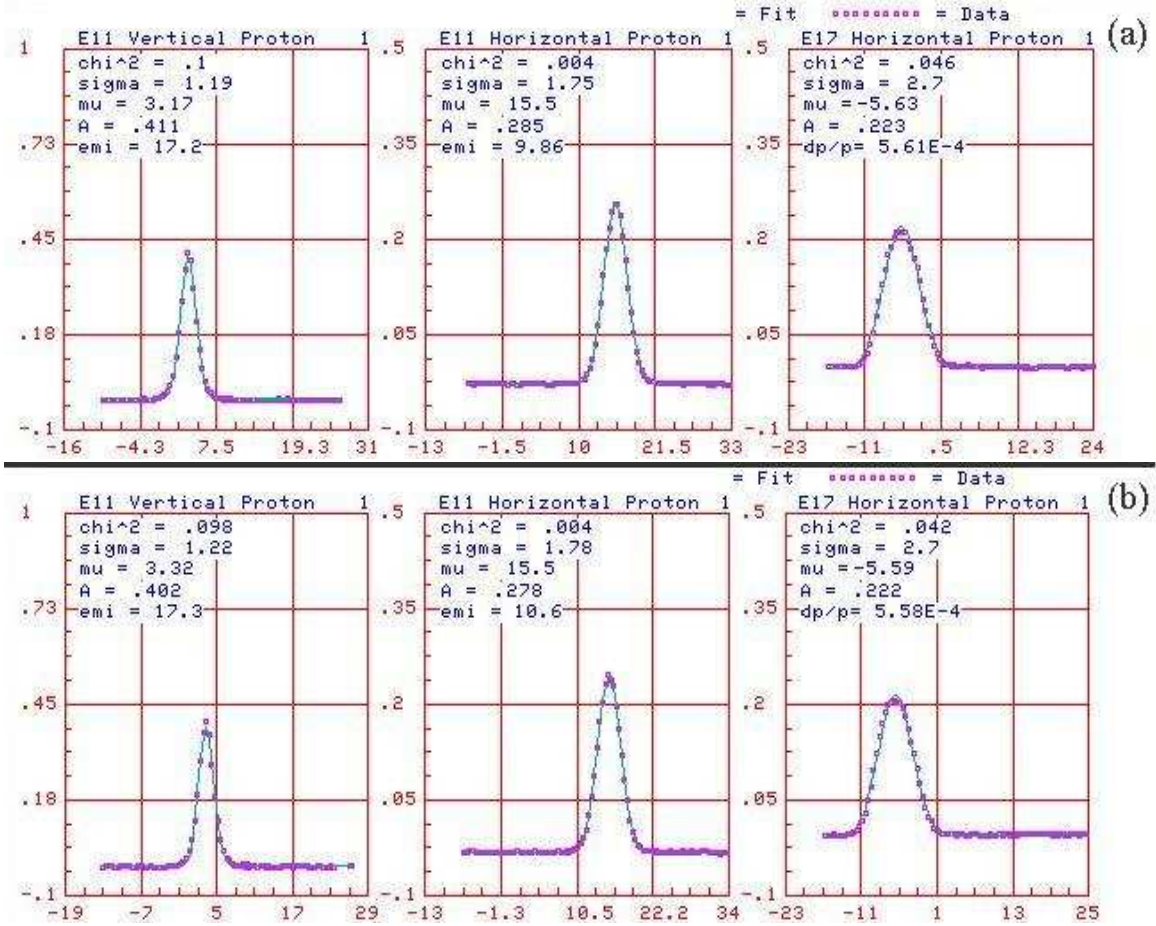 = Fit = Data
(a)
E11 Vertical Proton 1
chi^2 = .1
sigma = 1.19
mu = 3.17
A = .411
emi = 17.2
1
.73
.45
.18
-.1
-16 -4.3 7.5 19.3 31
E11 Horizontal Proton 1
chi^2 = .004
sigma = 1.75
mu = 15.5
A = .285
emi = 9.86
.5
.35
.2
.05
-.1
-13 -1.5 10 21.5 33
E17 Horizontal Proton 1
chi^2 = .046
sigma = 2.7
mu =-5.63
A = .223
dp/p= 5.61E-4
.5
.35
.2
.05
-.1
-23 -11 .5 12.3 24
= Fit = Data
(b)
E11 Vertical Proton 1
chi^2 = .098
sigma = 1.22
mu = 3.32
A = .402
emi = 17.3
1
.73
.45
.18
-.1
-19 -7 5 17 29
E11 Horizontal Proton 1
chi^2 = .004
sigma = 1.78
mu = 15.5
A = .278
emi = 10.6
.5
.35
.2
.05
-.1
-13 -1.3 10.5 22.2 34
E17 Horizontal Proton 1
chi^2 = .042
sigma = 2.7
mu =-5.59
A = .222
dp/p= 5.58E-4
.5
.35
.2
.05
-.1
-23 -11 1 13 25